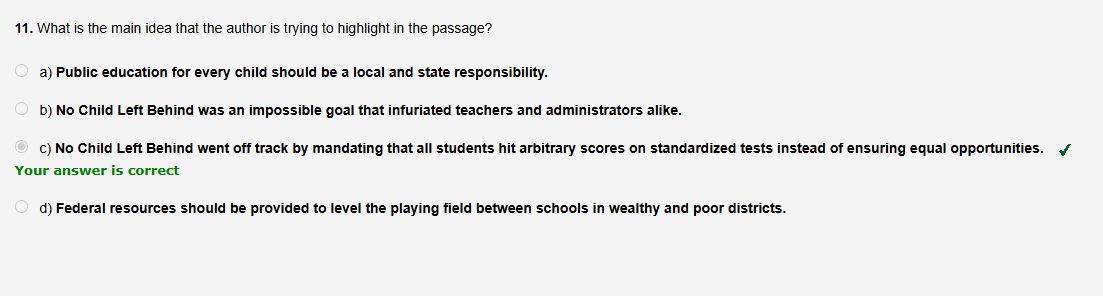 11. What is the main idea that the author is trying to highlight in the passage?
a) Public education for every child should be a local and state responsibility.
b) No Child Left Behind was an impossible goal that infuriated teachers and administrators alike.
c) No Child Left Behind went off track by mandating that all students hit arbitrary scores on standardized tests instead of ensuring equal opportunities.
Your answer is correct
d) Federal resources should be provided to level the playing field between schools in wealthy and poor districts.